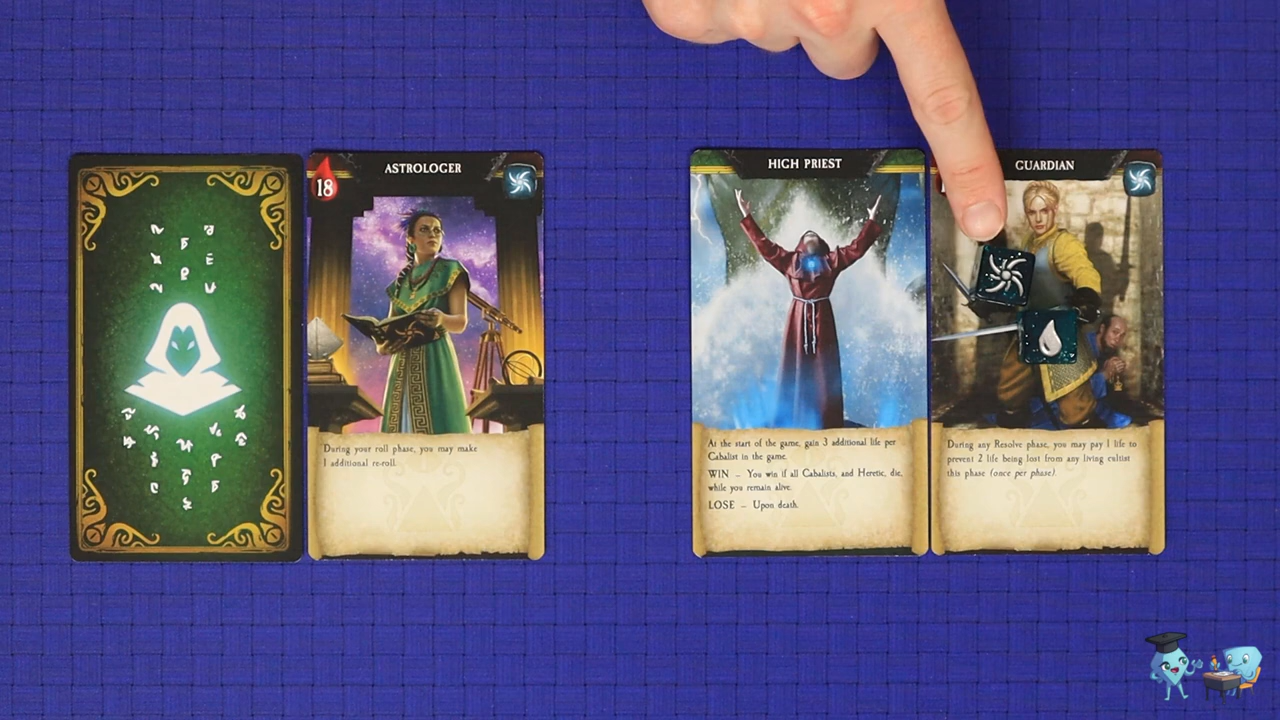 18
ASTROLOGER
During your roll phase, you may make
1 additional re-roll.
HIGH PRIEST
At the start of the game, gain 3 additional life per
Cabalist in the game.
WIN – You win if all Cabalists, and Heretic, die,
while you remain alive.
LOSE – Upon death.
GUARDIAN
During any Resolve phase, you may pay 1 life to
prevent 2 life being lost from any living cultist
this phase (once per phase).